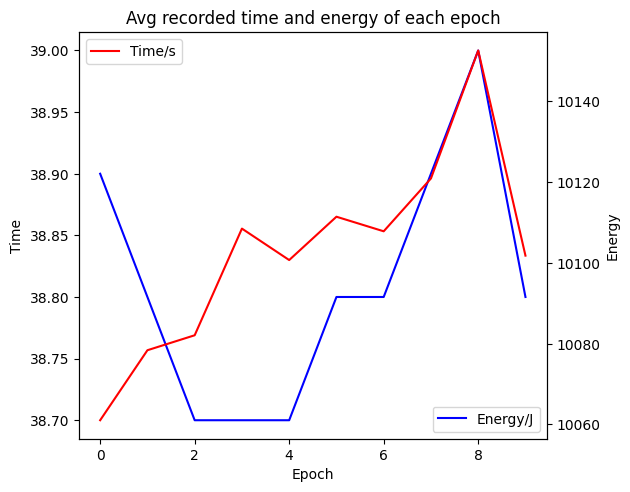 Avg recorded time and energy of each epoch
Time/s
39.00
38.95
38.90
38.85
38.80
38.75
38.70
Time
10140
10120
10100
10080
10060
Energy
Energy/J
0
2
4
6
8
Epoch